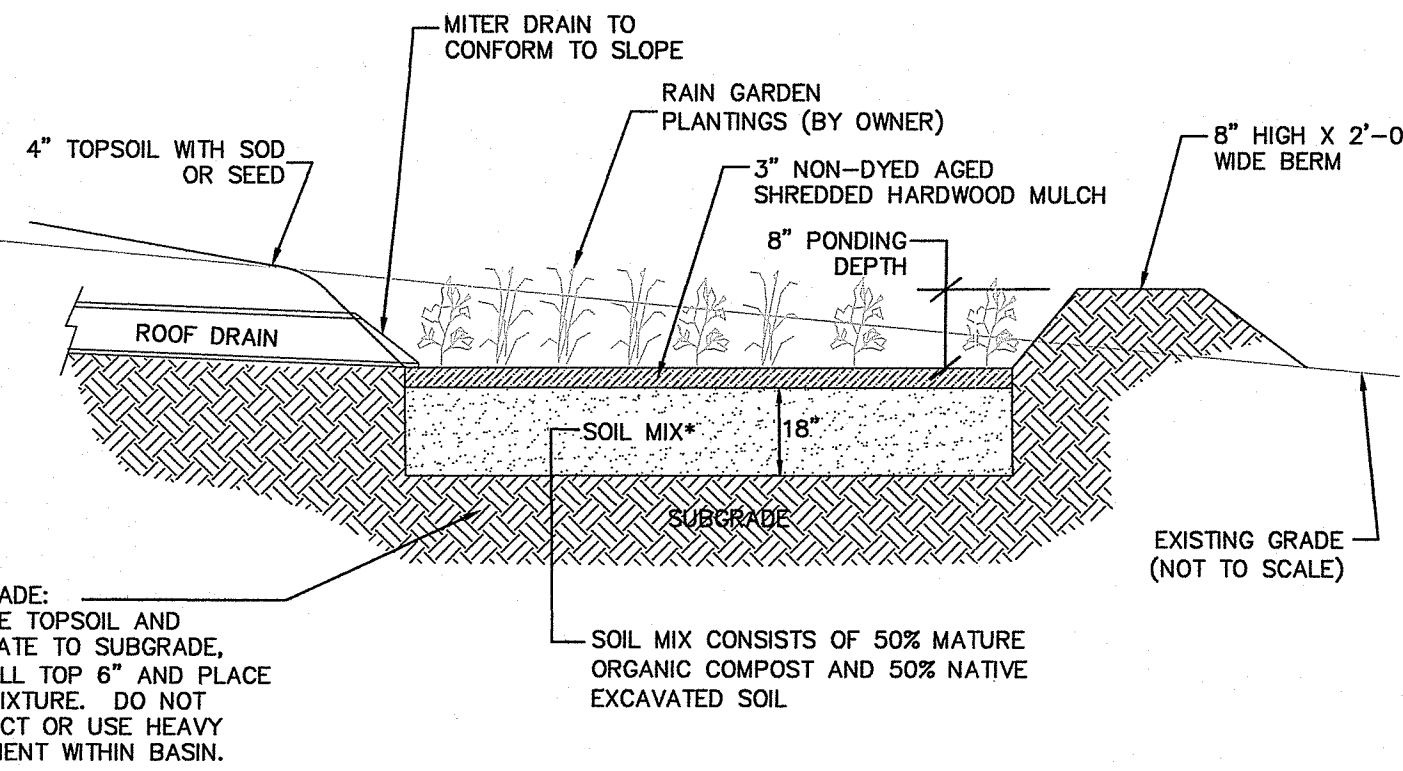 MITER DRAIN TO
CONFORM TO SLOPE
RAIN GARDEN
PLANTINGS (BY OWNER)
4" TOPSOIL WITH SOD
OR SEED
8" HIGH X 2'-0
WIDE BERM
3" NON-DYED AGED
SHREDDED HARDWOOD MULCH
8" PONDING
DEPTH
ROOF DRAIN
SOIL MIX*
18"
SUBGRADE
EXISTING GRADE
(NOT TO SCALE)
ADE:
E TOPSOIL AND
ATE TO SUBGRADE,
LL TOP 6" AND PLACE
IXTURE. DO NOT
CT OR USE HEAVY
MENT WITHIN BASIN.
SOIL MIX CONSISTS OF 50% MATURE
ORGANIC COMPOST AND 50% NATIVE
EXCAVATED SOIL